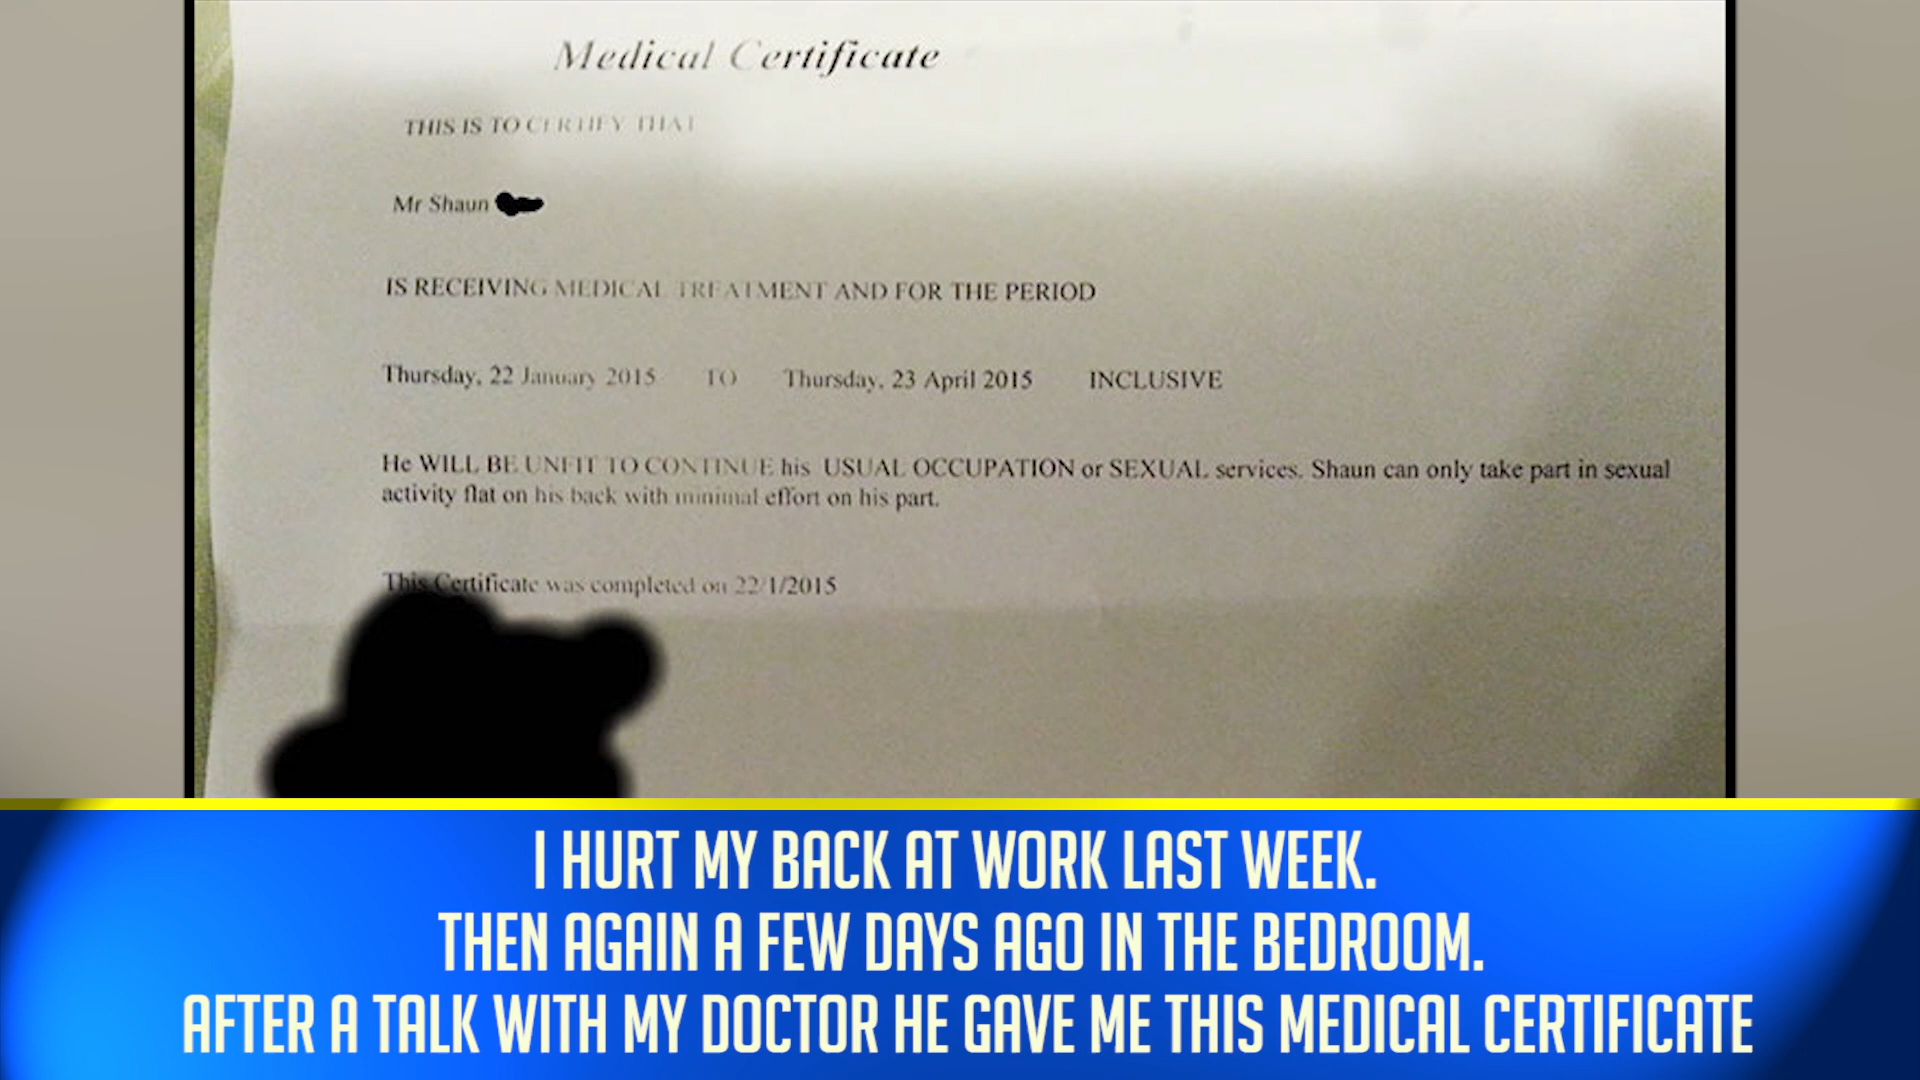 Medical Certificate
THIS IS TO CERTIFY THAT
Mr Shaun
IS RECEIVING MEDICAL TREATMENT AND FOR THE PERIOD
Thursday, 22 January 2015 TO Thursday, 23 April 2015 INCLUSIVE
He WILL BE UNFIT TO CONTINUE his USUAL OCCUPATION or SEXUAL services. Shaun can only take part in sexual
activity flat on his back with minimal effort on his part.
This Certificate was completed on 22/1/2015
I HURT MY BACK AT WORK LAST WEEK.
THEN AGAIN A FEW DAYS AGO IN THE BEDROOM.
AFTER A TALK WITH MY DOCTOR HE GAVE ME THIS MEDICAL CERTIFICATE